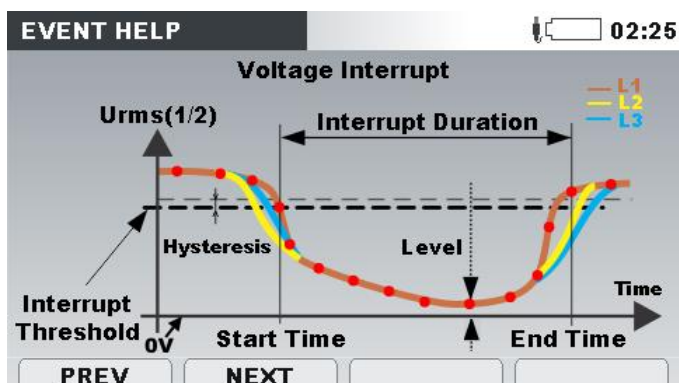 EVENT HELP 02:25
Voltage Interrupt
L1
L2
L3
Urms(1/2)
Interrupt Duration
Hysteresis
Level
Time
Interrupt
Threshold
0V
Start Time
End Time
PREV NEXT